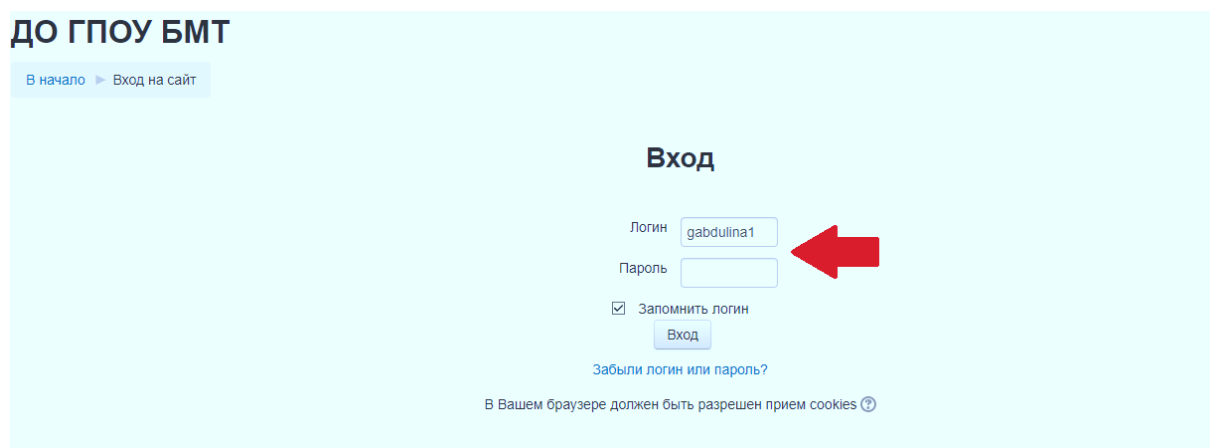 ДО ГПОУ БМТ
В начало ► Вход на сайт
Вход
Логин gabdulina1
Пароль
Запомнить логин
Вход
Забыли логин или пароль?
В Вашем браузере должен быть разрешен прием cookies ?